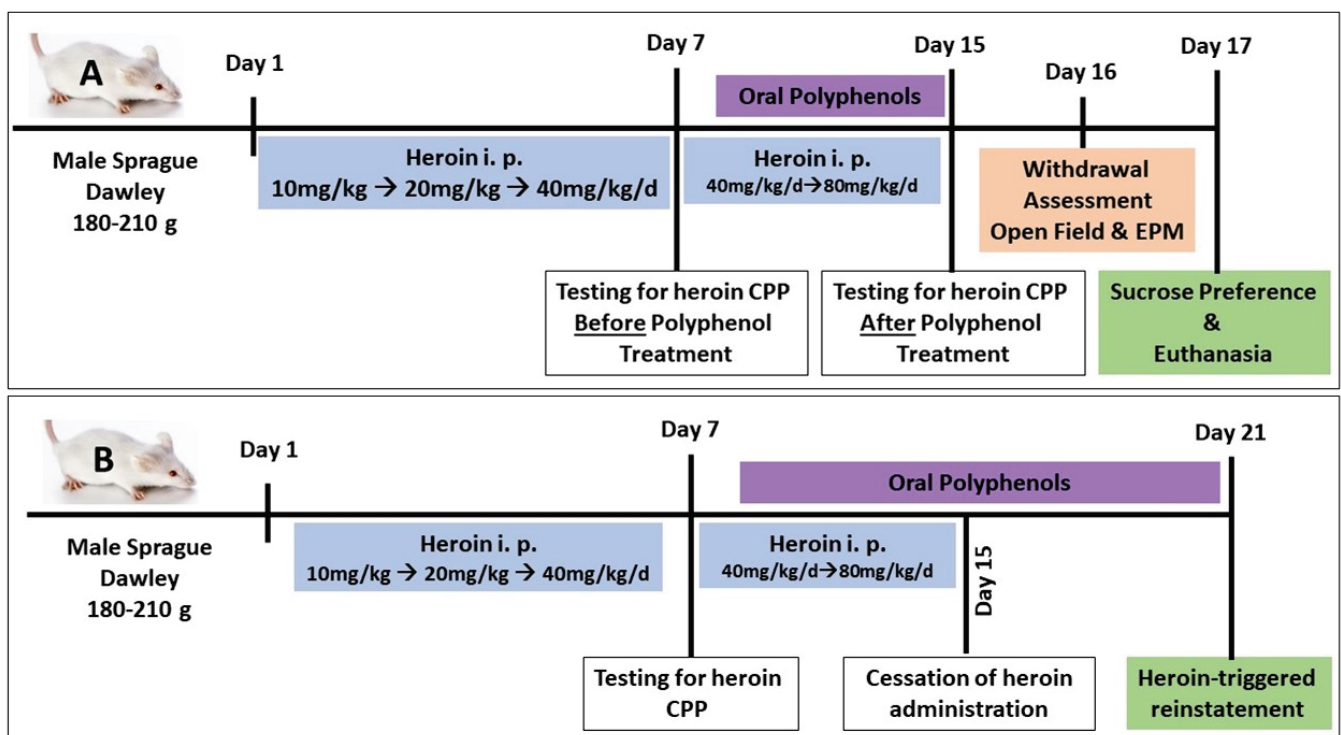 A
Day 1
Day 7
Day 15
Day 16
Day 17
Oral Polyphenols
Male Sprague
Dawley
180-210 g
Heroin i. p.
10mg/kg → 20mg/kg → 40mg/kg/d
Heroin i. p.
40mg/kg/d→80mg/kg/d
Withdrawal
Assessment
Open Field & EPM
Testing for heroin CPP
Before Polyphenol
Treatment
Testing for heroin CPP
After Polyphenol
Treatment
Sucrose Preference
&
Euthanasia
B
Day 1
Day 7
Day 21
Oral Polyphenols
Male Sprague
Dawley
180-210 g
Heroin i. p.
10mg/kg → 20mg/kg → 40mg/kg/d
Heroin i. p.
40mg/kg/d→80mg/kg/d
Day 15
Testing for heroin
CPP
Cessation of heroin
administration
Heroin-triggered
reinstatement